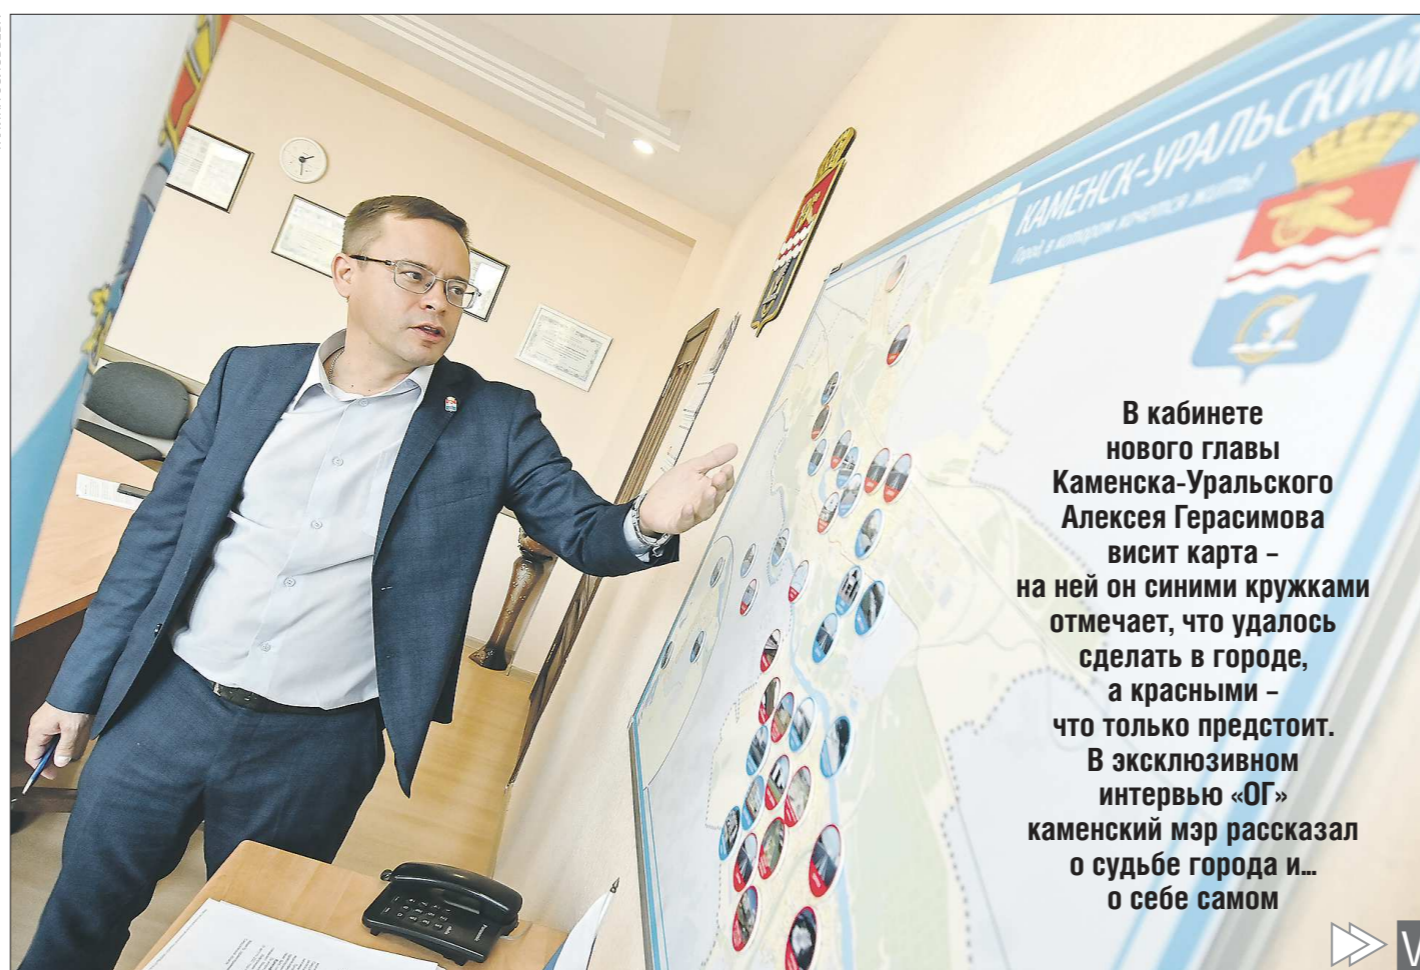 КАМЕНСК-УРАЛЬСКИЙ
Город, в котором хочется жить!
В кабинете
нового главы
Каменска-Уральского
Алексея Герасимова
висит карта –
на ней он синими кружками
отмечает, что удалось
сделать в городе,
а красными –
что только предстоит.
В эксклюзивном
интервью «ОГ»
каменский мэр рассказал
о судьбе города и...
о себе самом
V
Panasonic